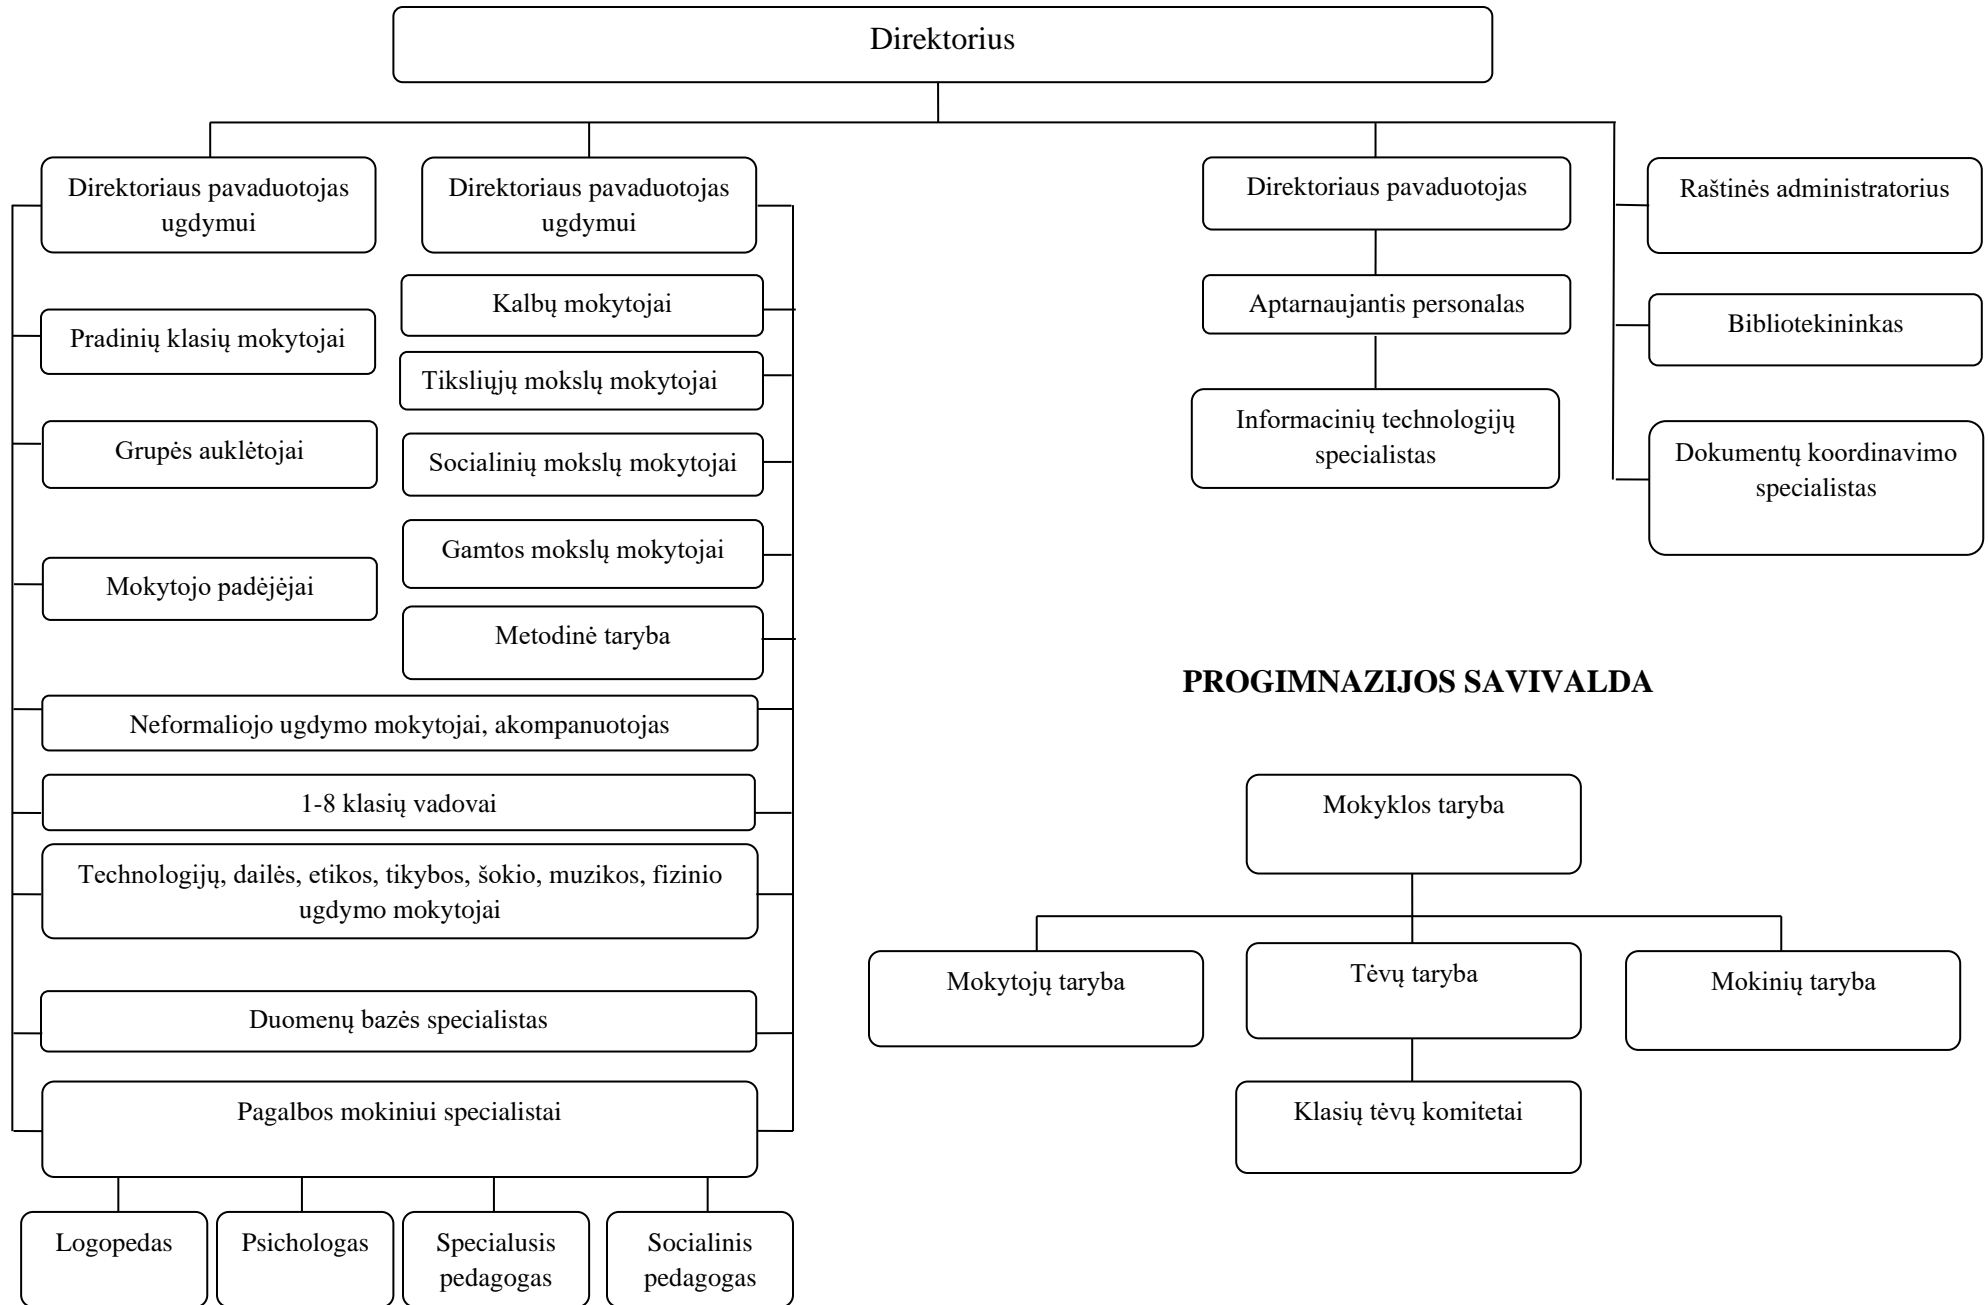 Direktorius
Direktoriaus pavaduotojas
ugdymui
Direktoriaus pavaduotojas
ugdymui
Direktoriaus pavaduotojas
Raštinės administratorius
Kalbų mokytojai
Aptarnaujantis personalas
Bibliotekininkas
Pradinių klasių mokytojai
Tiksliųjų mokslų mokytojai
Informacinių technologijų
specialistas
Grupės auklėtojai
Socialinių mokslų mokytojai
Dokumentų koordinavimo
specialistas
Gamtos mokslų mokytojai
Mokytojo padėjėjai
Metodinė taryba
PROGIMNAZIJOS SAVIVALDA
Neformaliojo ugdymo mokytojai, akompanuotojas
1-8 klasių vadovai
Mokyklos taryba
Technologijų, dailės, etikos, tikybos, šokio, muzikos, fizinio
ugdymo mokytojai
Mokytojų taryba
Tėvų taryba
Mokinių taryba
Duomenų bazės specialistas
Pagalbos mokiniui specialistai
Klasių tėvų komitetai
Logopedas
Psichologas
Specialusis
pedagogas
Socialinis
pedagogas